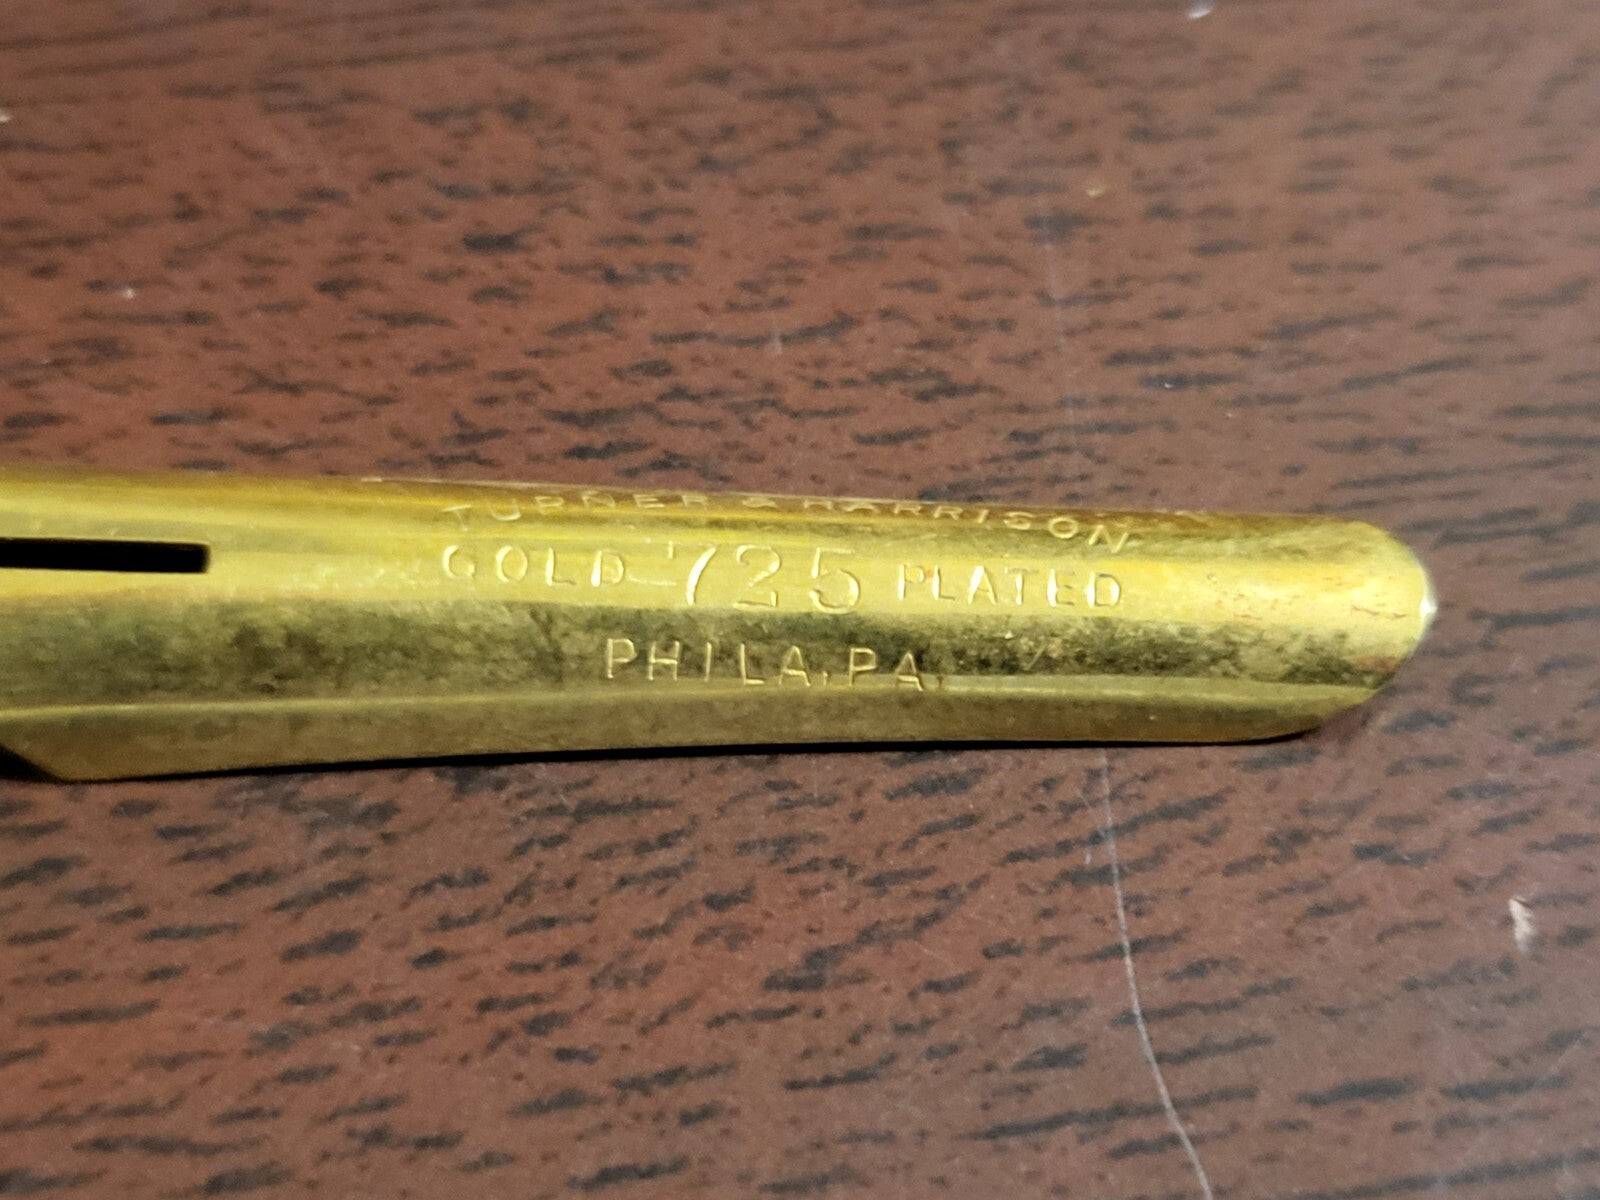 TURNER & HARRISON
GOLD 725 PLATED
PHILA, PA.